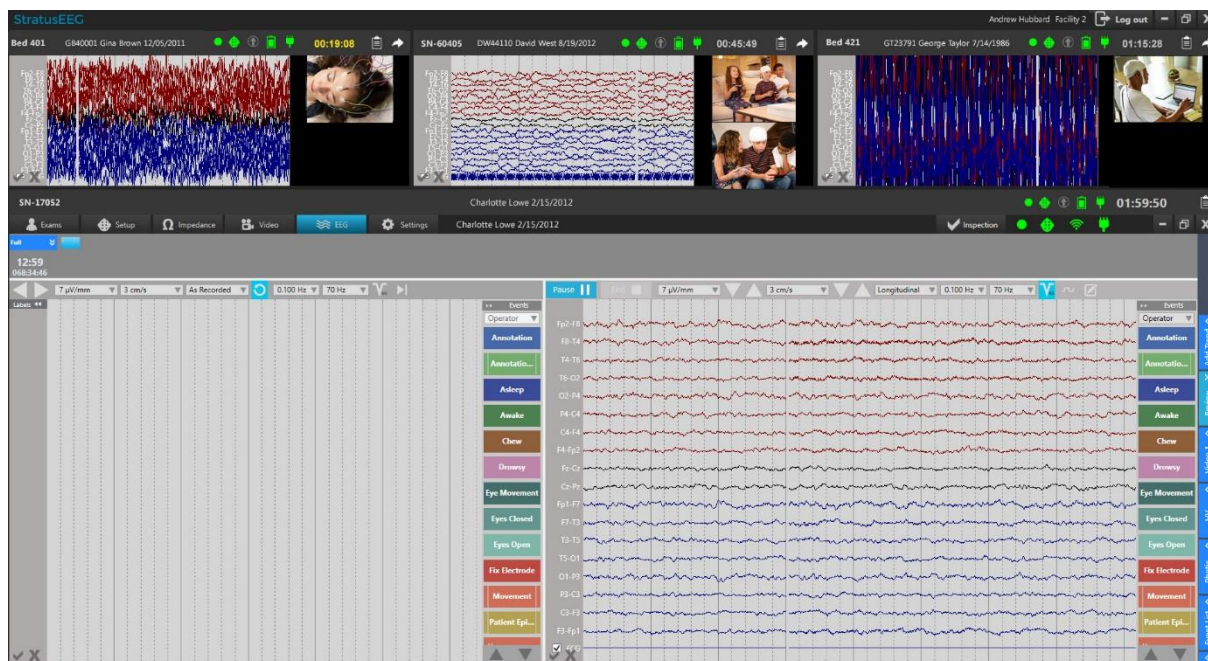 StratusEEG
Andrew Hubbard Facility 2 Log out
Bed 401 G840001 Gina Brown 12/05/2011 00:19:08
SN-60405 DW44110 David West 8/19/2012 00:45:49
Bed 421 GT23791 George Taylor 7/14/1986 01:15:28
SN-17052 Charlotte Lowe 2/15/2012 01:59:50
Exams Setup Impedance Video EEG Settings Charlotte Lowe 2/15/2012 Inspection
Full
12:59
068:34:46
7 µV/mm 3 cm/s As Recorded 0.100 Hz 70 Hz
Pause End 7 µV/mm 3 cm/s Longitudinal 0.100 Hz 70 Hz
Labels
Events
Operator
Annotation
Annotatio...
Asleep
Awake
Chew
Drowsy
Eye Movement
Eyes Closed
Eyes Open
Fix Electrode
Movement
Patient Epi...
Fp2-F8
F8-T4
T4-T6
T6-O2
O2-P4
P4-C4
C4-F4
F4-Fp2
Fz-Cz
Cz-Pz
Fp1-F7
F7-T3
T3-T5
T5-O1
O1-P3
P3-C3
C3-F3
F3-Fp1
ECG
Events
Operator
Annotation
Annotatio...
Asleep
Awake
Chew
Drowsy
Eye Movement
Eyes Closed
Eyes Open
Fix Electrode
Movement
Patient Epi...